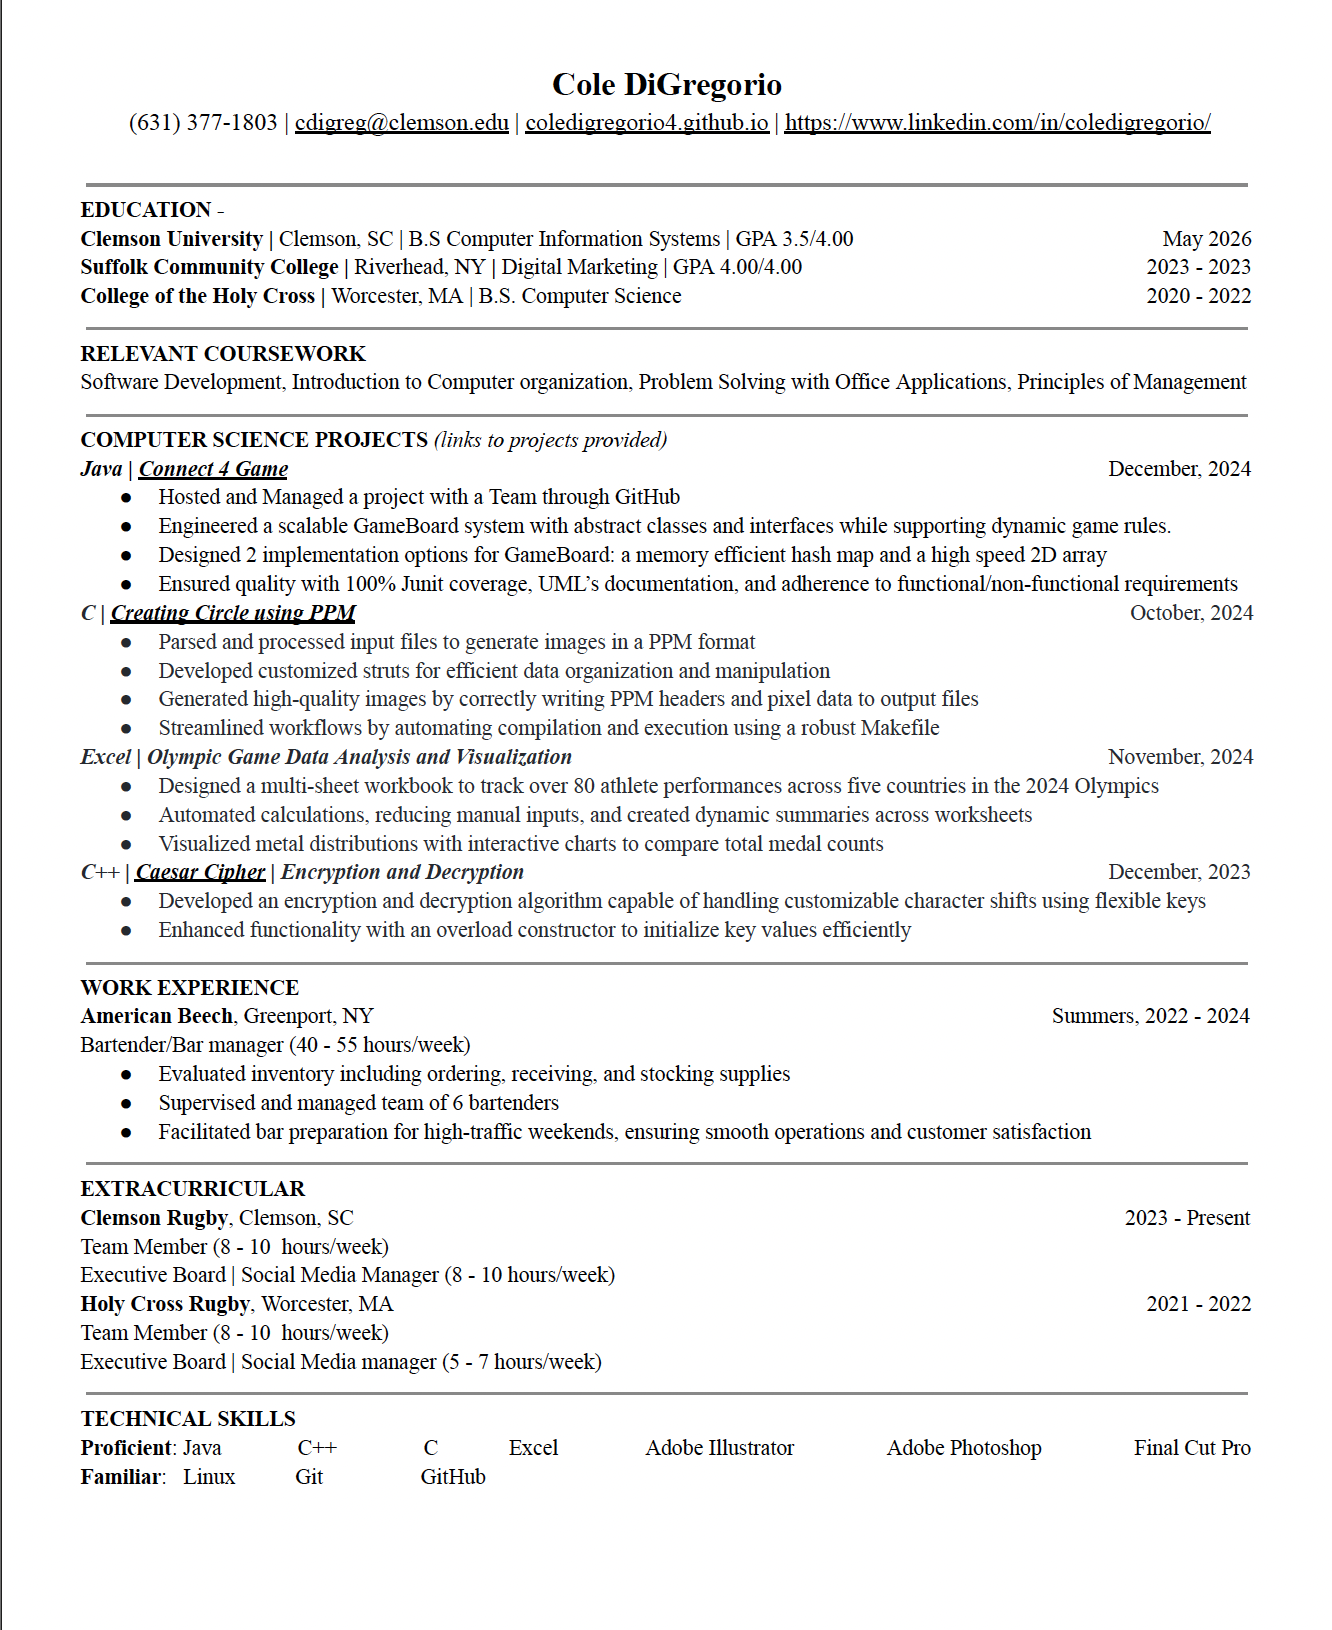 Cole DiGregorio
(631) 377-1803 | cdigreg@clemson.edu | coledigregorio4.github.io | https://www.linkedin.com/in/coledigregorio/
EDUCATION -
Clemson University | Clemson, SC | B.S Computer Information Systems | GPA 3.5/4.00 May 2026
Suffolk Community College | Riverhead, NY | Digital Marketing | GPA 4.00/4.00 2023 - 2023
College of the Holy Cross | Worcester, MA | B.S. Computer Science 2020 - 2022
RELEVANT COURSEWORK
Software Development, Introduction to Computer organization, Problem Solving with Office Applications, Principles of Management
COMPUTER SCIENCE PROJECTS (links to projects provided)
Java | Connect 4 Game December, 2024
● Hosted and Managed a project with a Team through GitHub
● Engineered a scalable GameBoard system with abstract classes and interfaces while supporting dynamic game rules.
● Designed 2 implementation options for GameBoard: a memory efficient hash map and a high speed 2D array
● Ensured quality with 100% Junit coverage, UML’s documentation, and adherence to functional/non-functional requirements
C | Creating Circle using PPM October, 2024
● Parsed and processed input files to generate images in a PPM format
● Developed customized struts for efficient data organization and manipulation
● Generated high-quality images by correctly writing PPM headers and pixel data to output files
● Streamlined workflows by automating compilation and execution using a robust Makefile
Excel | Olympic Game Data Analysis and Visualization November, 2024
● Designed a multi-sheet workbook to track over 80 athlete performances across five countries in the 2024 Olympics
● Automated calculations, reducing manual inputs, and created dynamic summaries across worksheets
● Visualized metal distributions with interactive charts to compare total medal counts
C++ | Caesar Cipher | Encryption and Decryption December, 2023
● Developed an encryption and decryption algorithm capable of handling customizable character shifts using flexible keys
● Enhanced functionality with an overload constructor to initialize key values efficiently
WORK EXPERIENCE
American Beech, Greenport, NY Summers, 2022 - 2024
Bartender/Bar manager (40 - 55 hours/week)
● Evaluated inventory including ordering, receiving, and stocking supplies
● Supervised and managed team of 6 bartenders
● Facilitated bar preparation for high-traffic weekends, ensuring smooth operations and customer satisfaction
EXTRACURRICULAR
Clemson Rugby, Clemson, SC 2023 - Present
Team Member (8 - 10 hours/week)
Executive Board | Social Media Manager (8 - 10 hours/week)
Holy Cross Rugby, Worcester, MA 2021 - 2022
Team Member (8 - 10 hours/week)
Executive Board | Social Media manager (5 - 7 hours/week)
TECHNICAL SKILLS
Proficient: Java C++ C Excel Adobe Illustrator Adobe Photoshop Final Cut Pro
Familiar: Linux Git GitHub